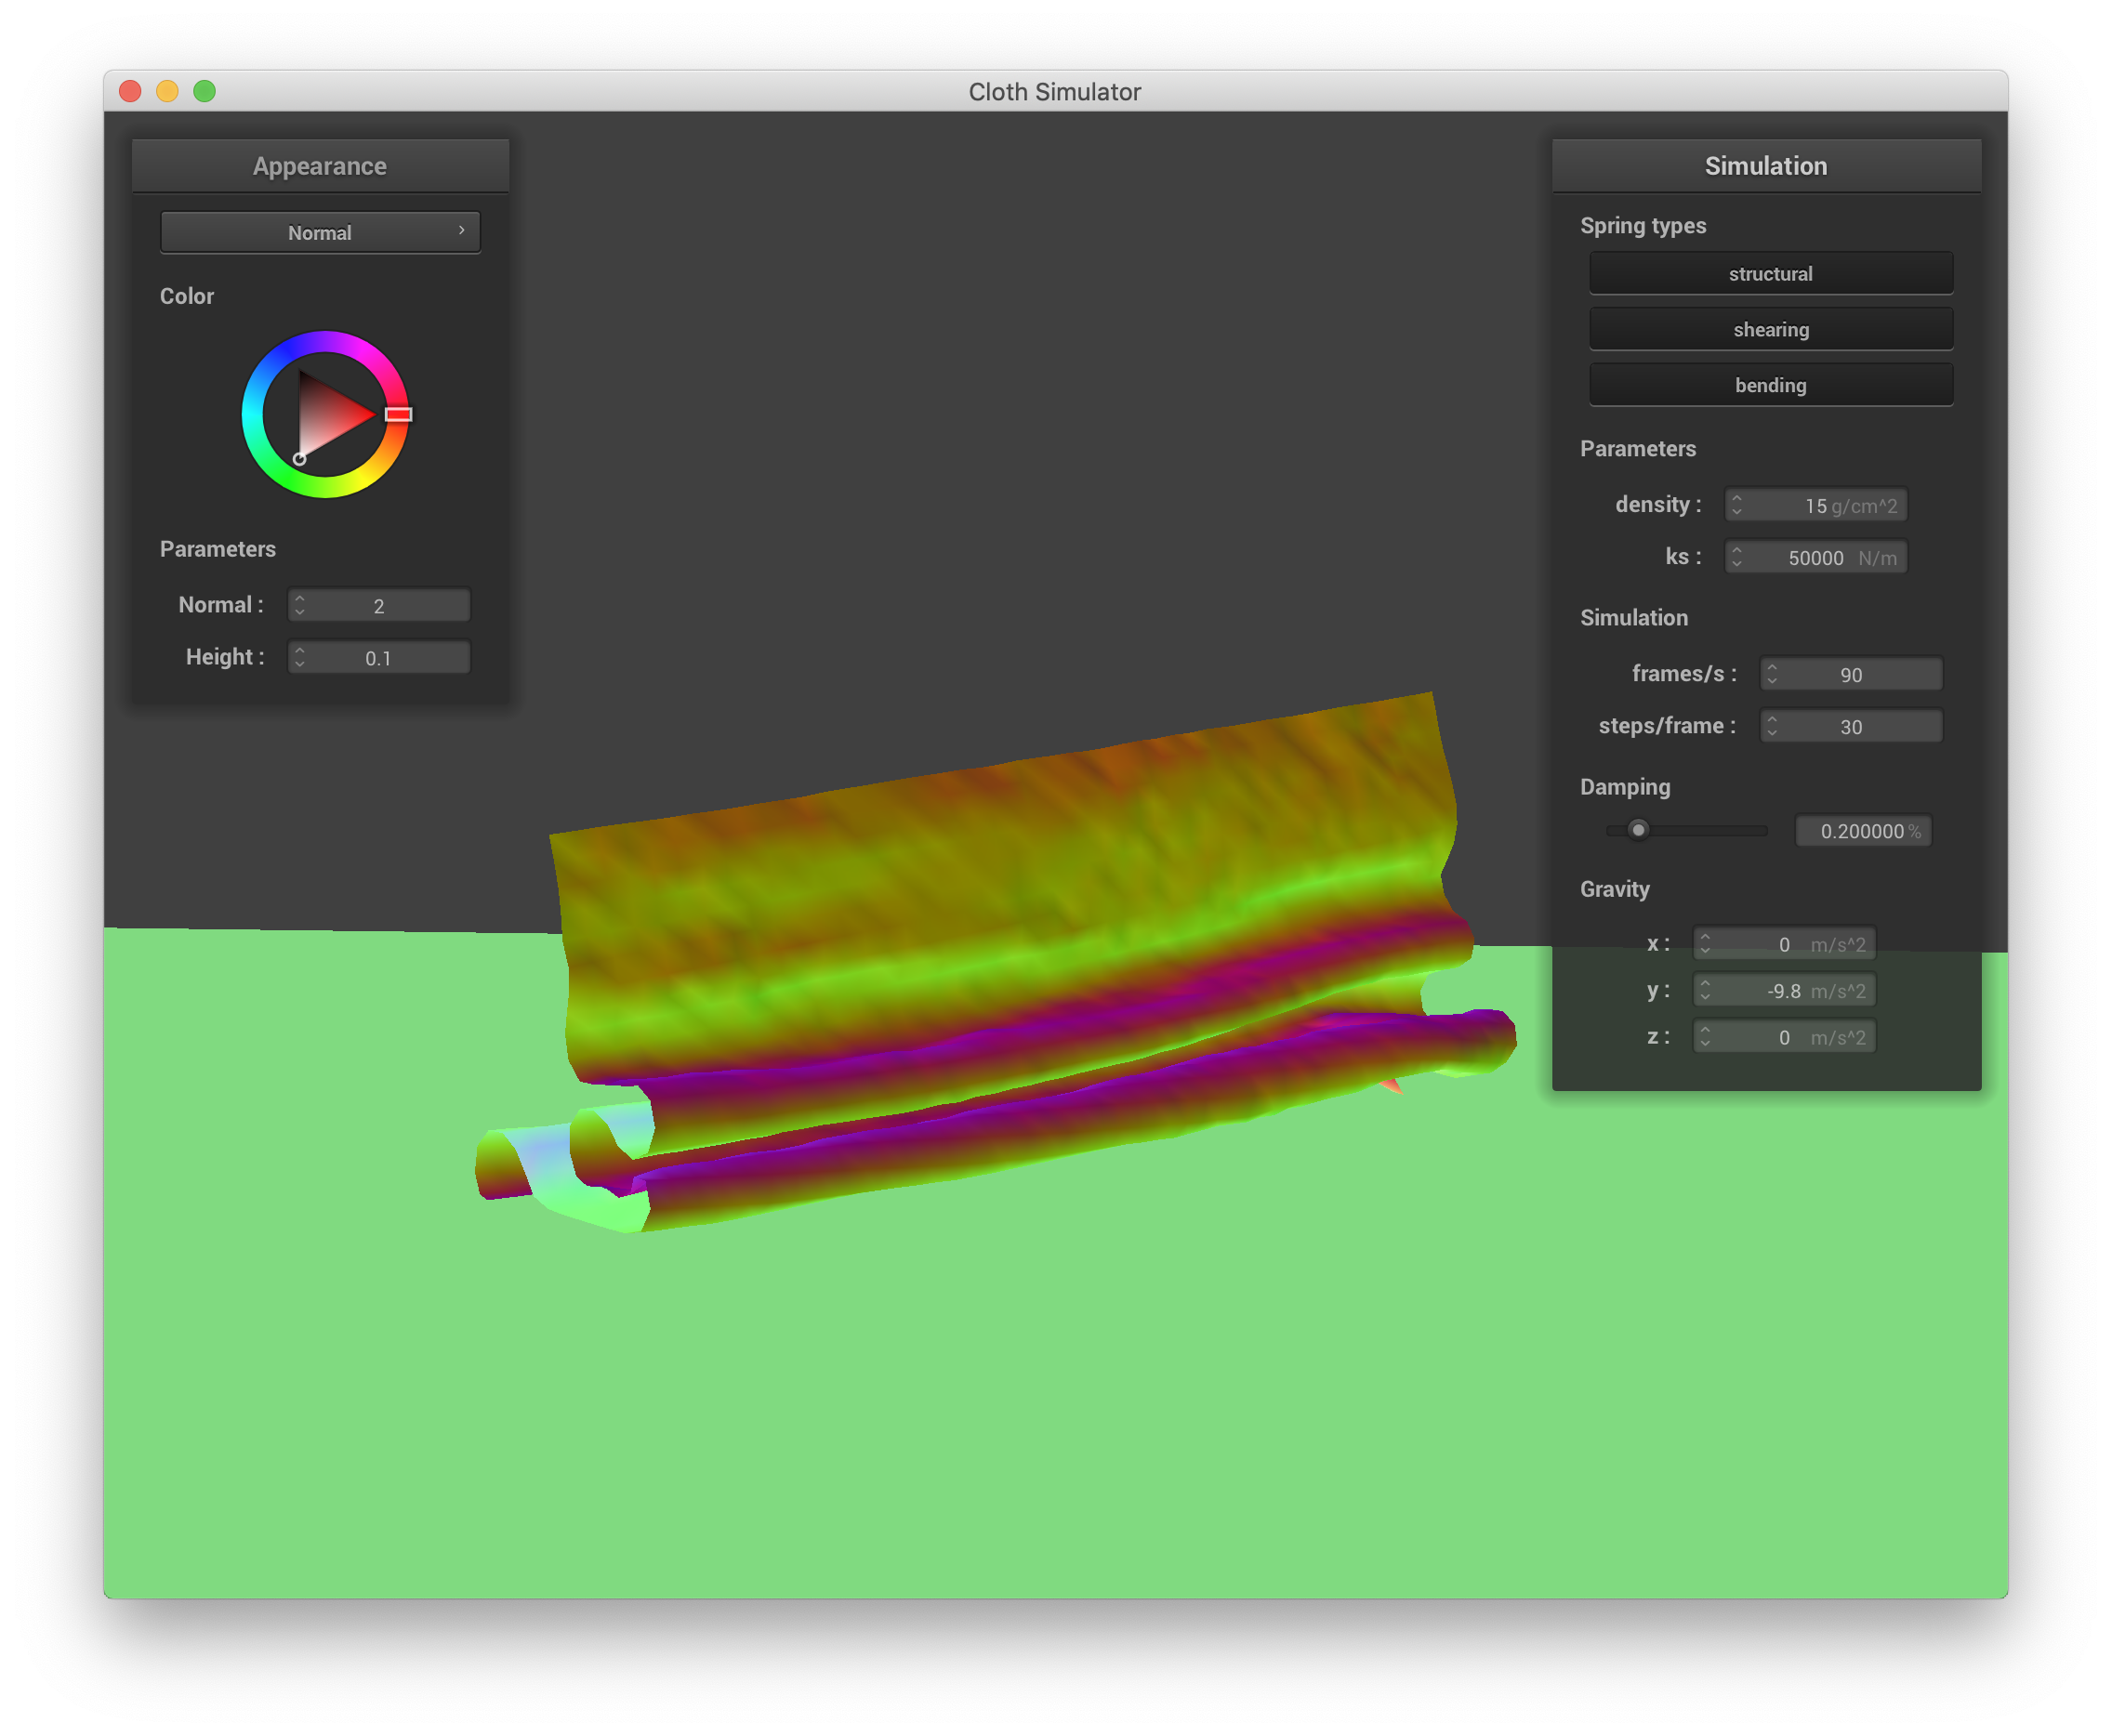 Cloth Simulator
Appearance
Normal
Color
Parameters
Normal : 2
Height : 0.1
Simulation
Spring types
structural
shearing
bending
Parameters
density : 15 g/cm^2
ks : 50000 N/m
Simulation
frames/s : 90
steps/frame : 30
Damping
0.200000 %
Gravity
x : 0 m/s^2
y : -9.8 m/s^2
z : 0 m/s^2